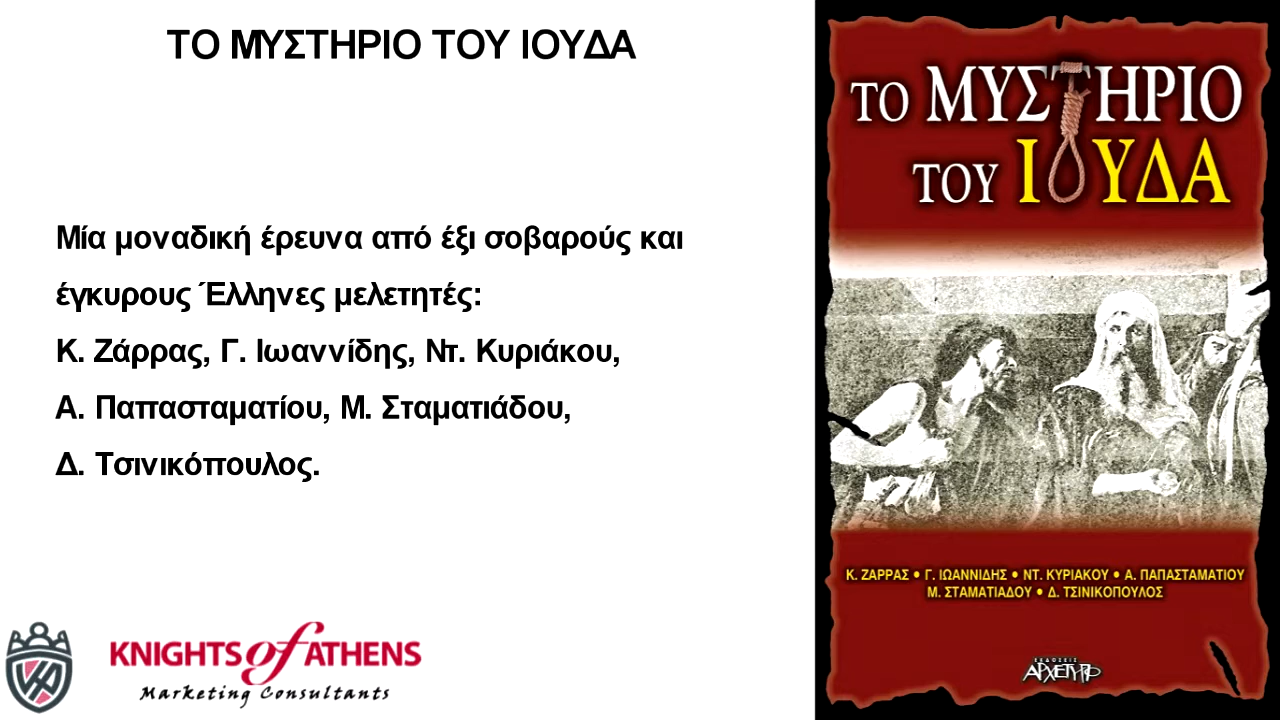 ΤΟ ΜΥΣΤΗΡΙΟ ΤΟΥ ΙΟΥΔΑ
Μία μοναδική έρευνα από έξι σοβαρούς και
έγκυρους Έλληνες μελετητές:
Κ. Ζάρρας, Γ. Ιωαννίδης, Ντ. Κυριάκου,
Α. Παπασταματίου, Μ. Σταματιάδου,
Δ. Τσινικόπουλος.
KNIGHTS of ATHENS
Marketing Consultants
ΤΟ ΜΥΣΤΗΡΙΟ
ΤΟΥ ΙΟΥΔΑ
Κ. ΖΑΡΡΑΣ • Γ. ΙΩΑΝΝΙΔΗΣ • ΝΤ. ΚΥΡΙΑΚΟΥ • Α. ΠΑΠΑΣΤΑΜΑΤΙΟΥ
Μ. ΣΤΑΜΑΤΙΑΔΟΥ • Δ. ΤΣΙΝΙΚΟΠΟΥΛΟΣ
ΕΚΔΟΣΕΙΣ
ΑΡΧΕΤΥΠΟ